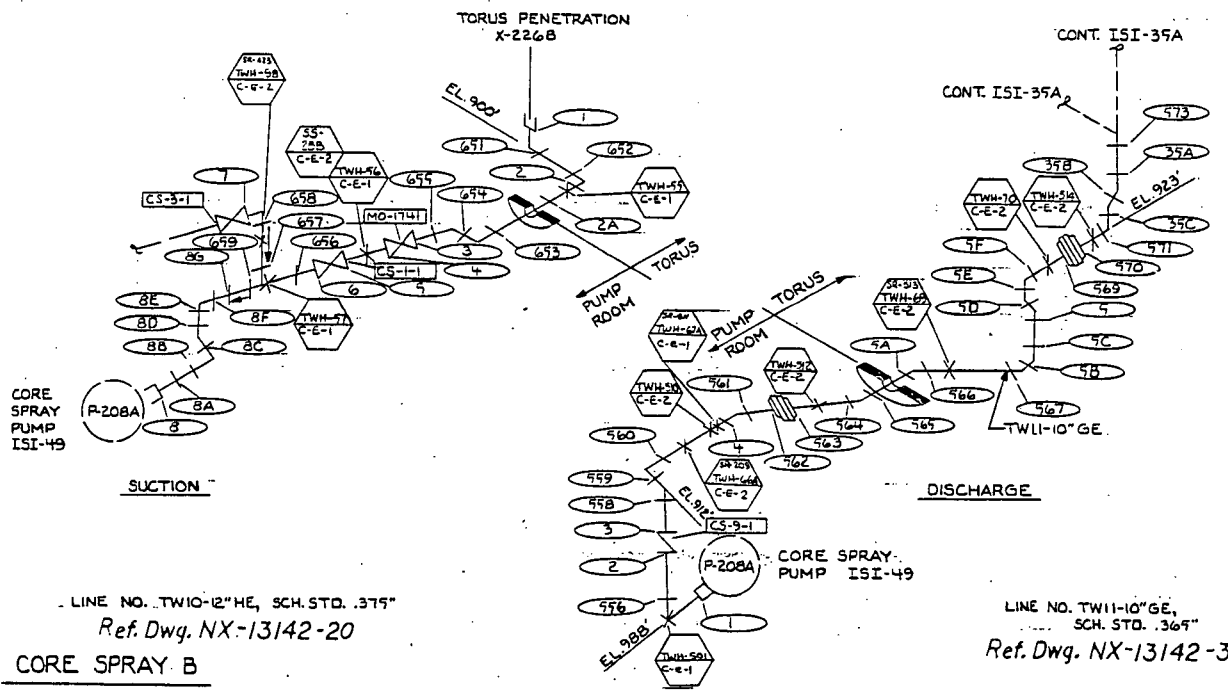 TORUS PENETRATION
X-226B
CONT. ISI-35A
CONT. ISI-35A
SR-423
TWH-58
C-E-2
EL. 900'
1
651
652
2
SS-
28B
C-E-2
TWH-56
C-E-1
655
654
TWH-55
C-E-1
2A
653
7
CS-3-1
658
657
MO-1741
659
656
3
4
CS-1-1
8G
6
5
8E
8D
8F
TWH-57
C-E-1
8B
8C
CORE
SPRAY
PUMP
ISI-49
P-208A
8A
8
SUCTION
PUMP
ROOM
TORUS
573
35A
35B
EL. 923'
TWH-70
C-E-2
TWH-514
C-E-2
35C
5F
571
570
569
5E
5D
5
5C
5B
TWH-69
C-E-2
TORUS
PUMP
ROOM
5A
566
567
TW11-10"GE
C-E-1
561
TWH-512
C-E-2
C-E-2
565
564
563
562
4
560
559
558
C-E-2
EL. 912'
3
CS-9-1
2
P-208A
CORE SPRAY
PUMP ISI-49
556
1
EL. 988'
TWH-501
C-E-1
DISCHARGE
LINE NO. TW10-12"HE, SCH. STD. .375"
Ref. Dwg. NX-13142-20
CORE SPRAY B
LINE NO. TW11-10"GE,
SCH. STD. .365"
Ref. Dwg. NX-13142-3